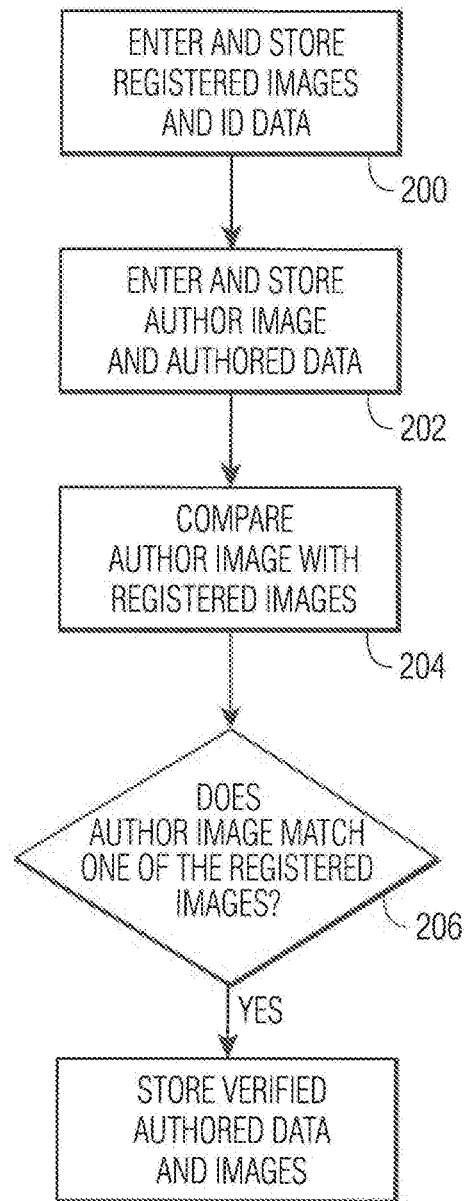 ENTER AND STORE
REGISTERED IMAGES
AND ID DATA
200
ENTER AND STORE
AUTHOR IMAGE
AND AUTHORED DATA
202
COMPARE
AUTHOR IMAGE WITH
REGISTERED IMAGES
204
DOES
AUTHOR IMAGE MATCH
ONE OF THE REGISTERED
IMAGES?
206
YES
STORE VERIFIED
AUTHORED DATA
AND IMAGES